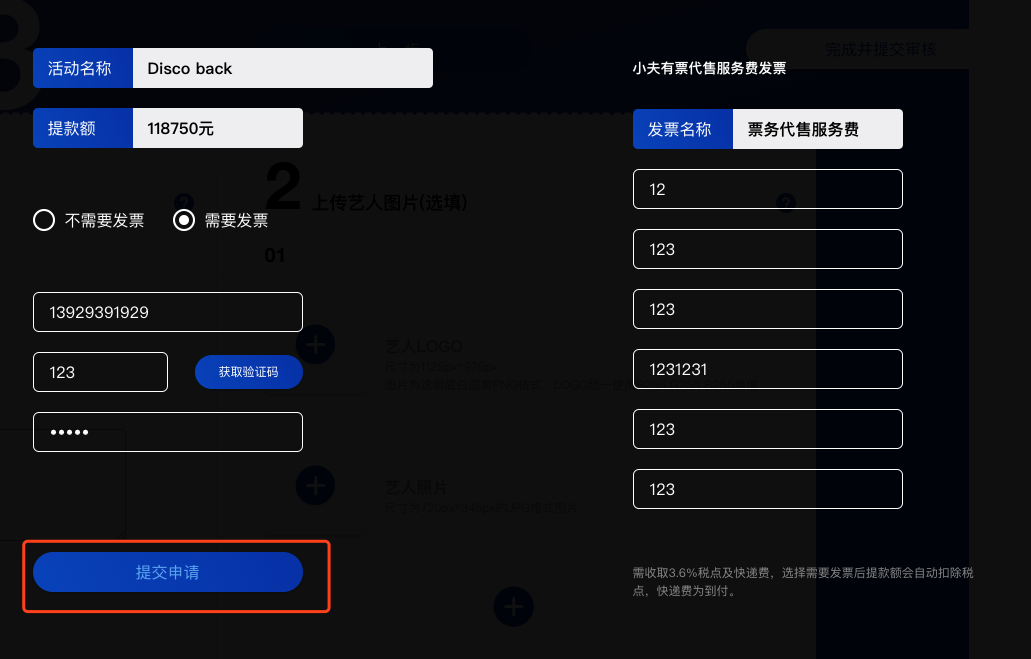 完成并提交审核
活动名称
Disco back
小夫有票代售服务费发票
提款额
118750元
发票名称
票务代售服务费
2
上传艺人图片(选填)
12
不需要发票
需要发票
01
123
13929391929
123
艺人LOGO
123
获取验证码
1231231
•••••
123
艺人照片
123
提交申请
需收取3.6%税点及快递费，选择需要发票后提款额会自动扣除税
点，快递费为到付。